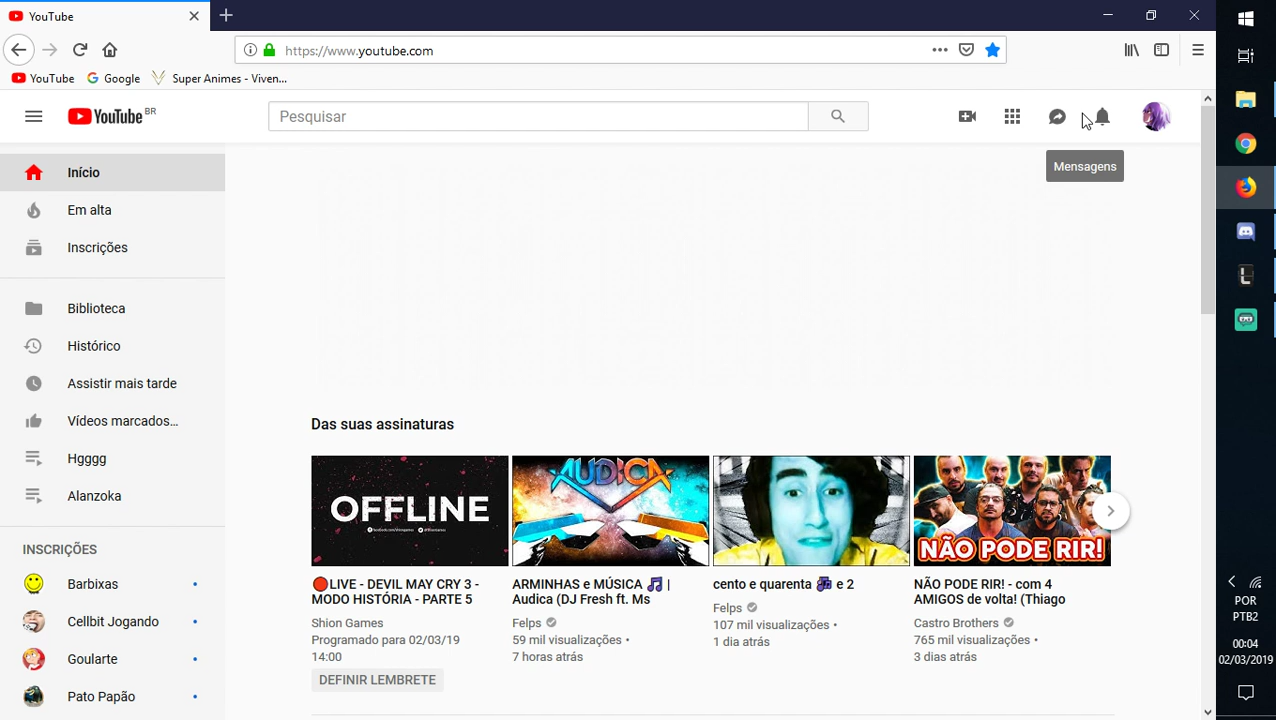 YouTube
https://www.youtube.com
YouTube
Google
Super Animes - Viven...
YouTube BR
Pesquisar
Mensagens
Início
Em alta
Inscrições
Biblioteca
Histórico
Assistir mais tarde
Vídeos marcados...
Hgggg
Alanzoka
INSCRIÇÕES
Barbixas
Cellbit Jogando
Goularte
Pato Papão
Das suas assinaturas
OFFLINE
AUDICA
NÃO PODE RIR!
🔴LIVE - DEVIL MAY CRY 3 -
MODO HISTÓRIA - PARTE 5
Shion Games
Programado para 02/03/19
14:00
DEFINIR LEMBRETE
ARMINHAS e MÚSICA 🎵 |
Audica (DJ Fresh ft. Ms
Felps
59 mil visualizações •
7 horas atrás
cento e quarenta 🎶 e 2
Felps
107 mil visualizações •
1 dia atrás
NÃO PODE RIR! - com 4
AMIGOS de volta! (Thiago
Castro Brothers
765 mil visualizações •
3 dias atrás
POR
PTB2
00:04
02/03/2019